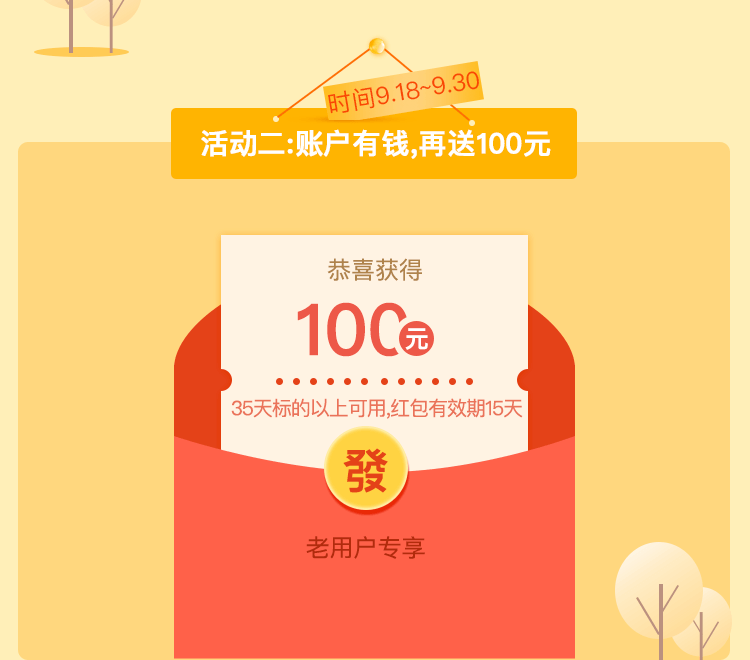 时间9.18~9.30
活动二:账户有钱,再送100元
恭喜获得
100元
35天标的以上可用,红包有效期15天
發
老用户专享